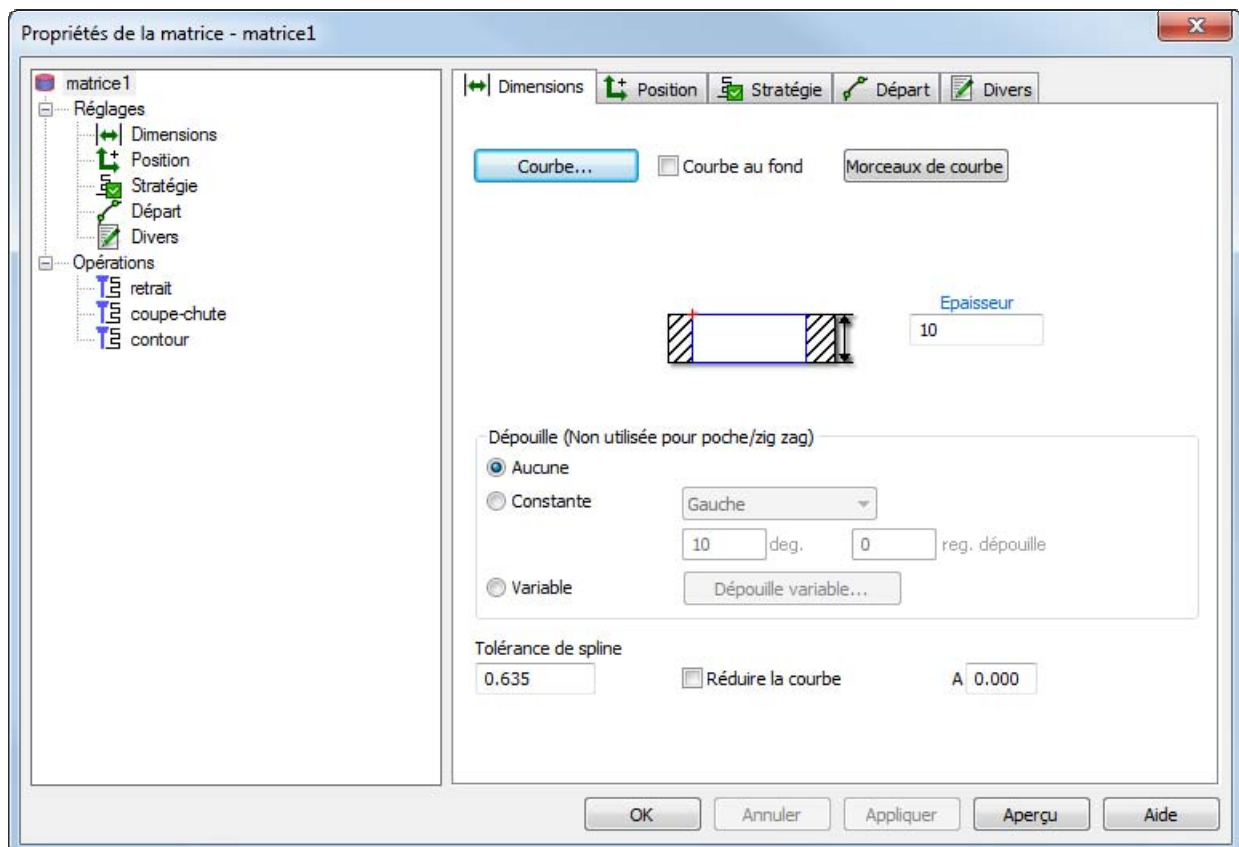 Propriétés de la matrice - matrice1
matrice1
Réglages
Dimensions
Position
Stratégie
Départ
Divers
Opérations
retrait
coupe-chute
contour
Dimensions Position Stratégie Départ Divers
Courbe... Courbe au fond Morceaux de courbe
Epaisseur
10
Dépouille (Non utilisée pour poche/zig zag)
Aucune
Constante Gauche
10 deg. 0 reg. dépouille
Variable Dépouille variable...
Tolérance de spline
0.635 Réduire la courbe A 0.000
OK Annuler Appliquer Aperçu Aide